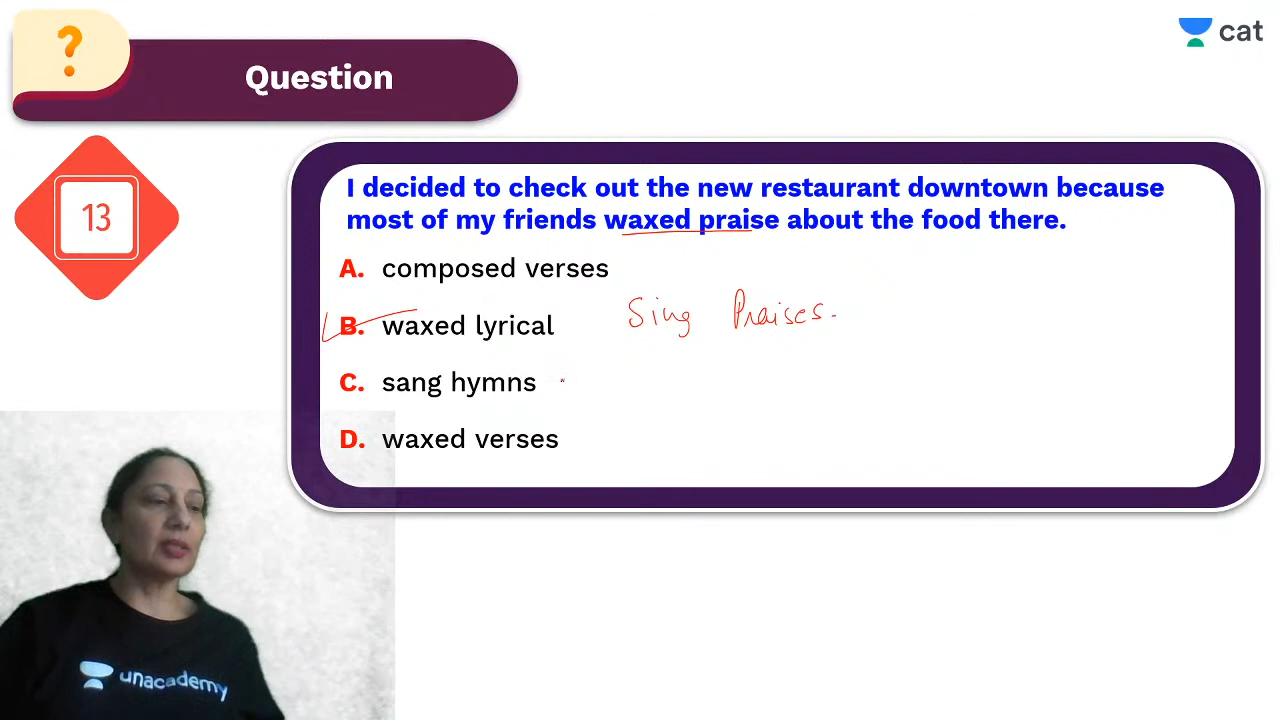 ?
Question
cat
13
I decided to check out the new restaurant downtown because
most of my friends waxed praise about the food there.
A. composed verses
B. waxed lyrical
Sing Praises.
C. sang hymns
D. waxed verses
unacademy